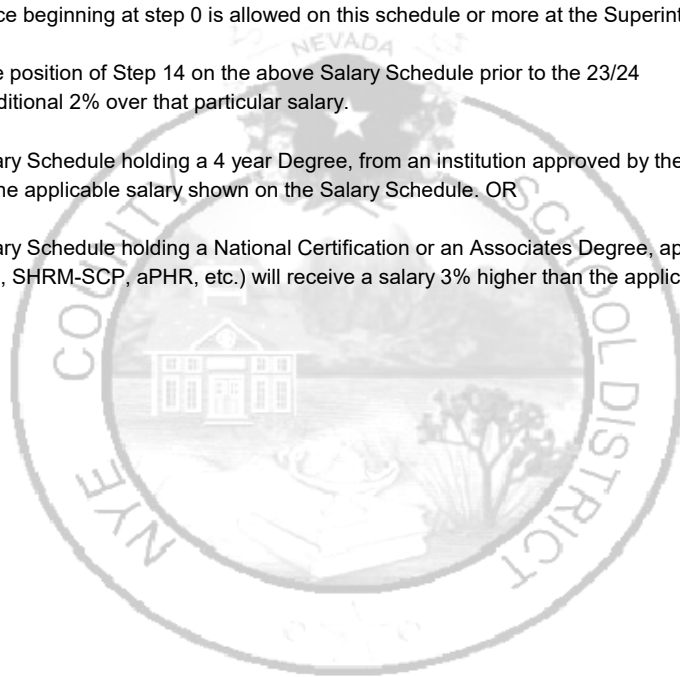 ce beginning at step 0 is allowed on this schedule or more at the Superint
e position of Step 14 on the above Salary Schedule prior to the 23/24
ditional 2% over that particular salary.
ary Schedule holding a 4 year Degree, from an institution approved by the
he applicable salary shown on the Salary Schedule. OR
ary Schedule holding a National Certification or an Associates Degree, ap
, SHRM-SCP, aPHR, etc.) will receive a salary 3% higher than the applic
NEVADA
NYE COUNTY SCHOOL DISTRICT